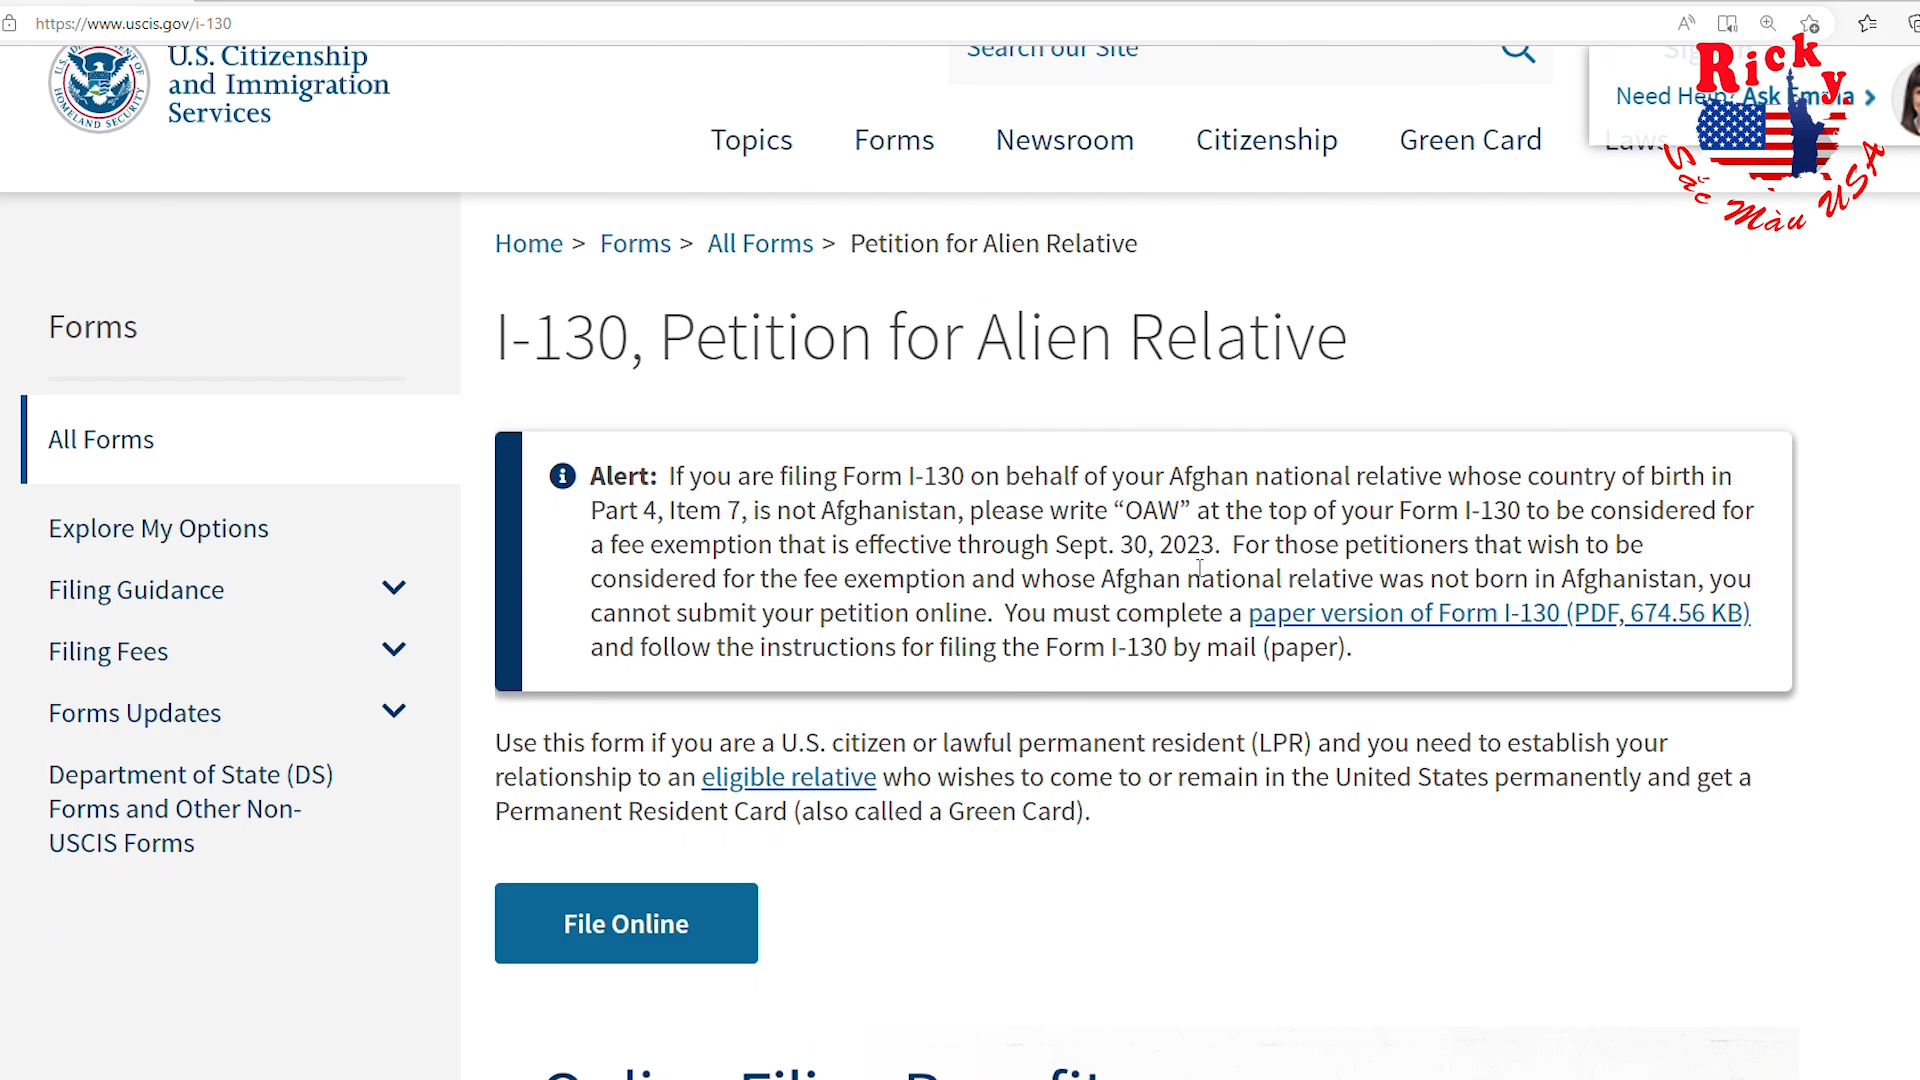 https://www.uscis.gov/i-130
U.S. Citizenship
and Immigration
Services
Search our Site
Need Help? Ask Emma
Topics
Forms
Newsroom
Citizenship
Green Card
Laws
Ricky
Sắc Màu USA
Home > Forms > All Forms > Petition for Alien Relative
Forms
All Forms
Explore My Options
Filing Guidance
Filing Fees
Forms Updates
Department of State (DS)
Forms and Other Non-
USCIS Forms
I-130, Petition for Alien Relative
Alert: If you are filing Form I-130 on behalf of your Afghan national relative whose country of birth in
Part 4, Item 7, is not Afghanistan, please write “OAW” at the top of your Form I-130 to be considered for
a fee exemption that is effective through Sept. 30, 2023. For those petitioners that wish to be
considered for the fee exemption and whose Afghan national relative was not born in Afghanistan, you
cannot submit your petition online. You must complete a paper version of Form I-130 (PDF, 674.56 KB)
and follow the instructions for filing the Form I-130 by mail (paper).
Use this form if you are a U.S. citizen or lawful permanent resident (LPR) and you need to establish your
relationship to an eligible relative who wishes to come to or remain in the United States permanently and get a
Permanent Resident Card (also called a Green Card).
File Online